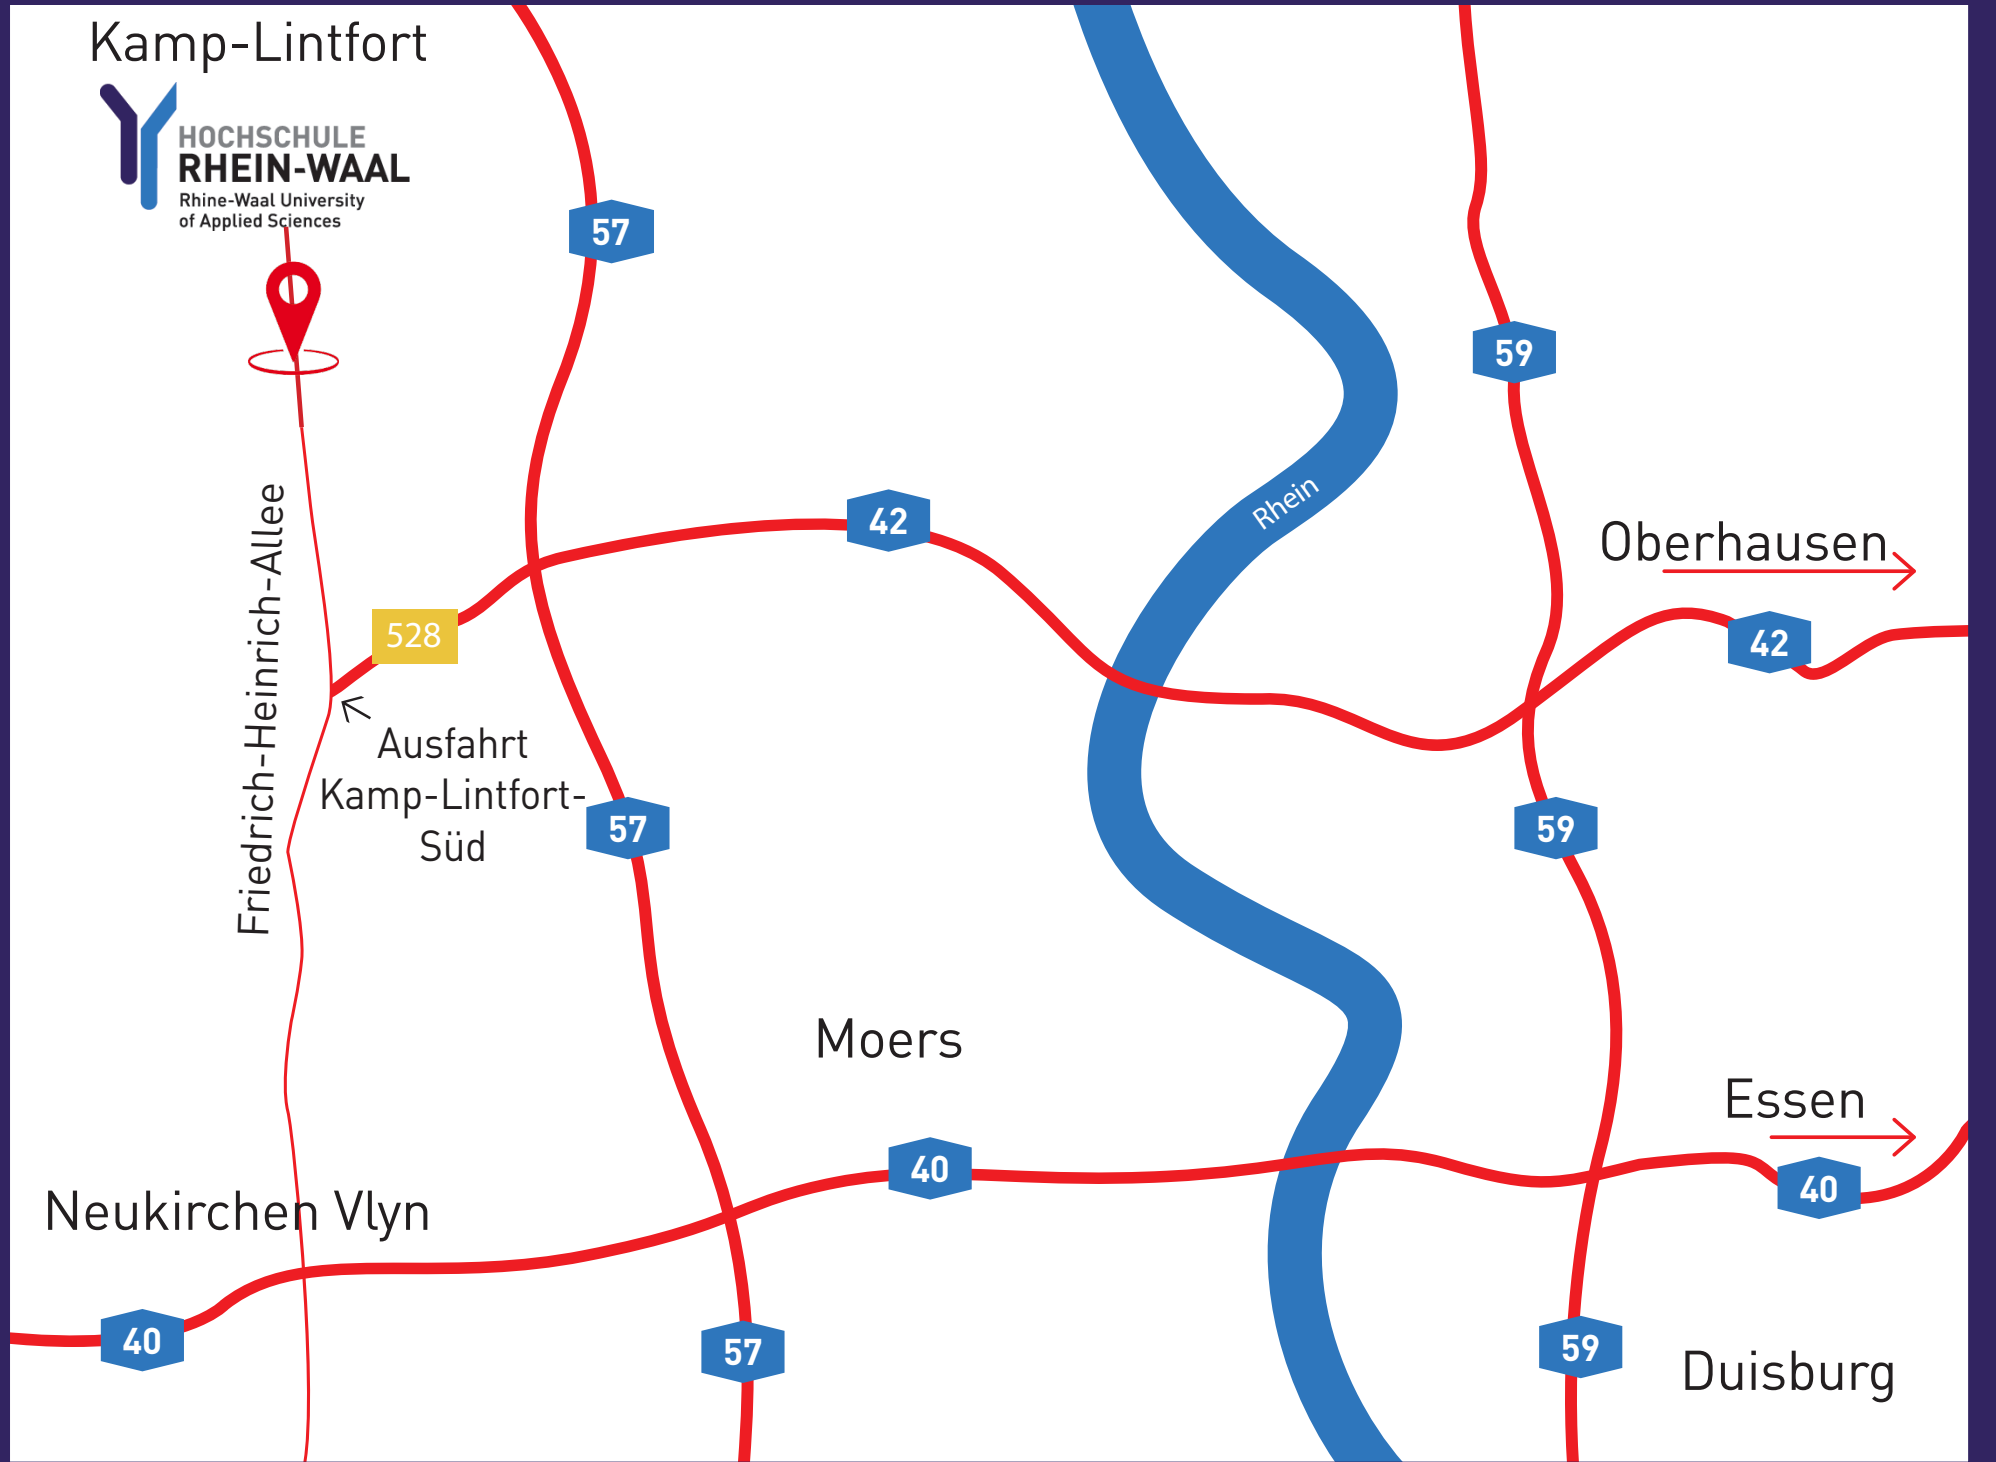 Kamp-Lintfort
HOCHSCHULE
RHEIN-WAAL
Rhine-Waal University
of Applied Sciences
57
59
Rhein
42
Oberhausen
528
42
Friedrich-Heinrich-Allee
Ausfahrt
Kamp-Lintfort-
Süd
57
59
Moers
Essen
40
40
Neukirchen Vlyn
40
57
59
Duisburg